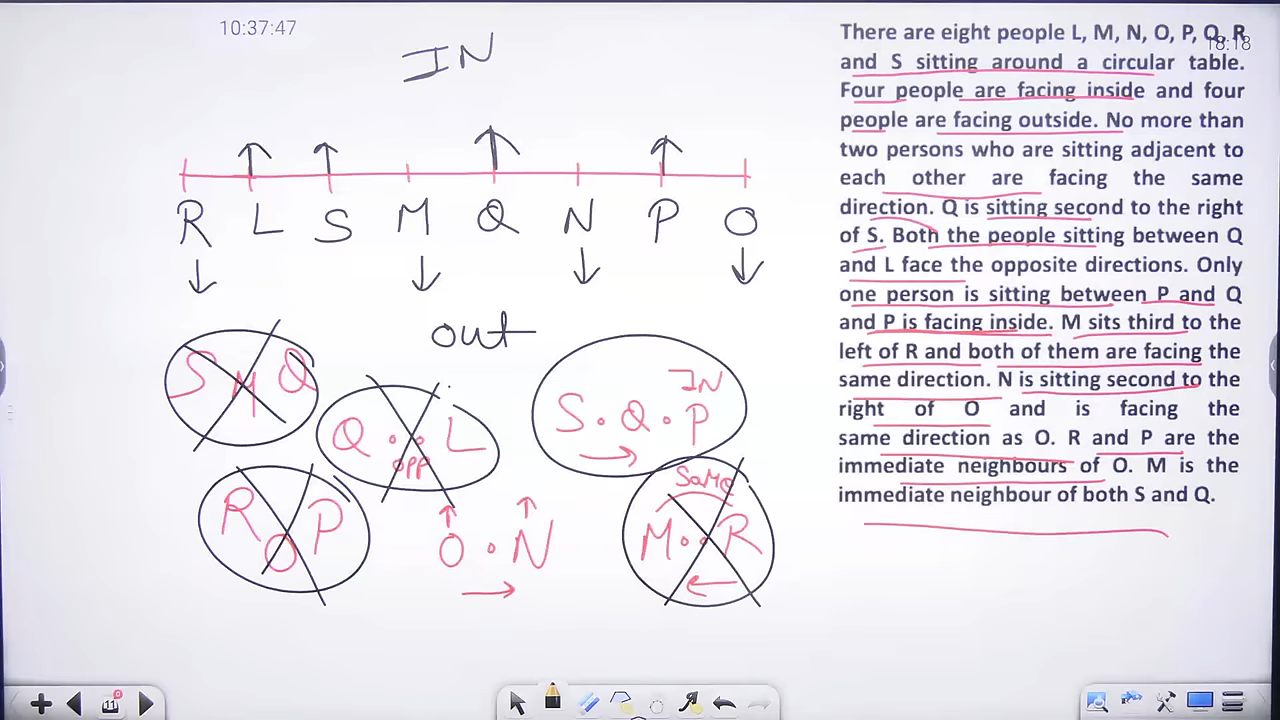 10:37:47
18:18
There are eight people L, M, N, O, P, Q, R
and S sitting around a circular table.
Four people are facing inside and four
people are facing outside. No more than
two persons who are sitting adjacent to
each other are facing the same
direction. Q is sitting second to the right
of S. Both the people sitting between Q
and L face the opposite directions. Only
one person is sitting between P and Q
and P is facing inside. M sits third to the
left of R and both of them are facing the
same direction. N is sitting second to the
right of O and is facing the
same direction as O. R and P are the
immediate neighbours of O. M is the
immediate neighbour of both S and Q.
IN
R L S M Q N P O
out
S M Q
Q . . L
opp
IN
S . Q . P
R O P
O . N
Same
M . . R
11
0